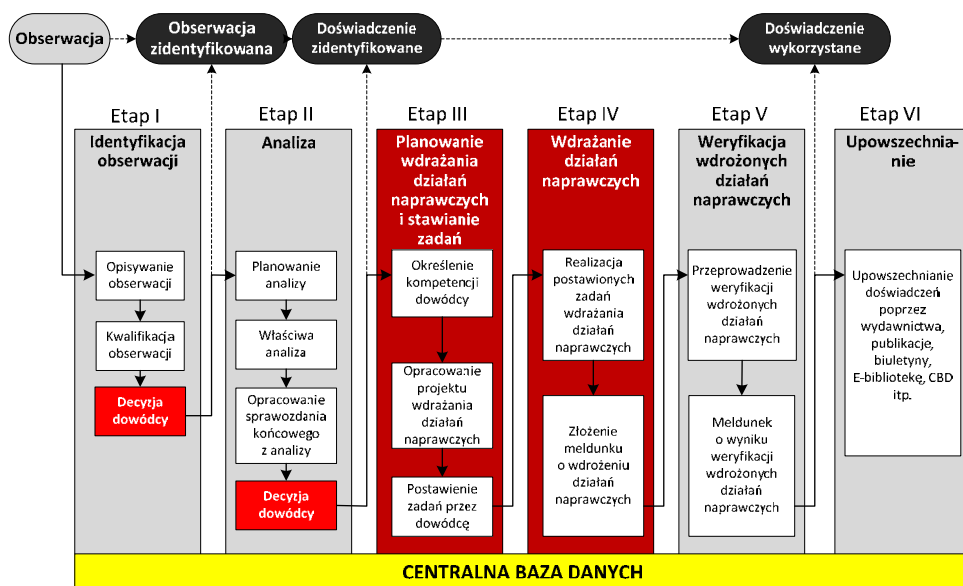 Obserwacja
Obserwacja
zidentyfikowana
Doświadczenie
zidentyfikowane
Doświadczenie
wykorzystane
Etap I
Identyfikacja
obserwacji
Opisywanie
obserwacji
Kwalifikacja
obserwacji
Decyzja
dowódcy
Etap II
Analiza
Planowanie
analizy
Właściwa
analiza
Opracowanie
sprawozdania
końcowego
z analizy
Decyzja
dowódcy
Etap III
Planowanie
wdrażania
działań
naprawczych
i stawianie
zadań
Określenie
kompetencji
dowódcy
Opracowanie
projektu
wdrażania
działań
naprawczych
Postawienie
zadań przez
dowódcę
Etap IV
Wdrażanie
działań
naprawczych
Realizacja
postawionych
zadań
wdrażania
działań
naprawczych
Złożenie
meldunku
o wdrożeniu
działań
naprawczych
Etap V
Weryfikacja
wdrożonych
działań
naprawczych
Przeprowadzenie
weryfikacji
wdrożonych
działań
naprawczych
Meldunek
o wyniku
weryfikacji
wdrożonych
działań
naprawczych
Etap VI
Upowszechnia-
nie
Upowszechnianie
doświadczeń
poprzez
wydawnictwa,
publikacje,
biuletyny,
E-bibliotekę, CBD
itp.
CENTRALNA BAZA DANYCH